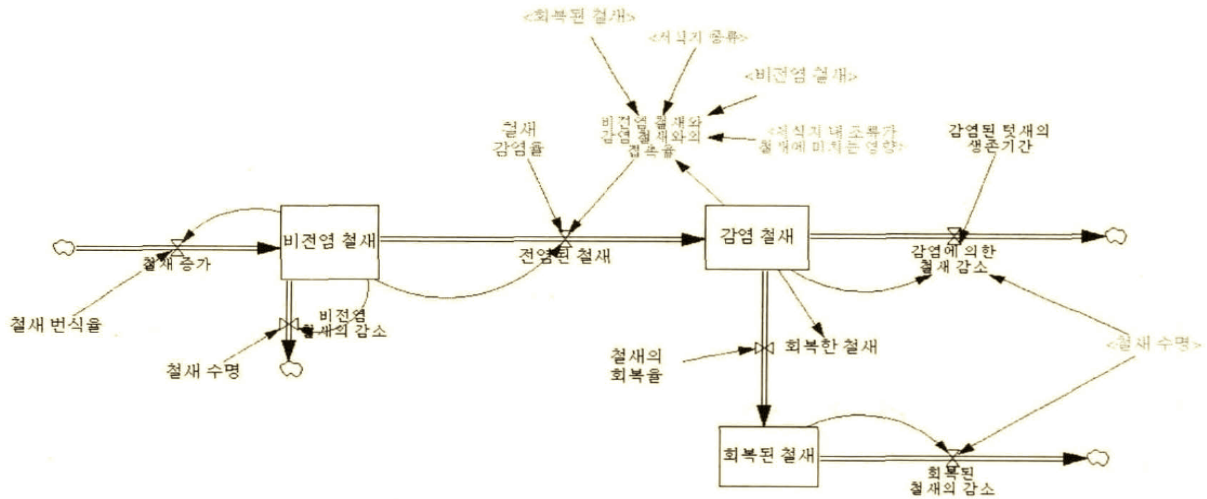 <회복된 철새>
<서식지 종류>
<비전염 철새>
비전염 철새와
감염 철새와의
접촉율
<서식지 내 조류가
철새에 미치는 영향>
철새
감염율
감염된 텃새의
생존기간
비전염 철새
감염 철새
철새 증가
전염된 철새
감염에 의한
철새 감소
철새 번식율
비전염
철새의 감소
철새 수명
철새의
회복율
회복한 철새
<철새 수명>
회복된 철새
회복된
철새의 감소